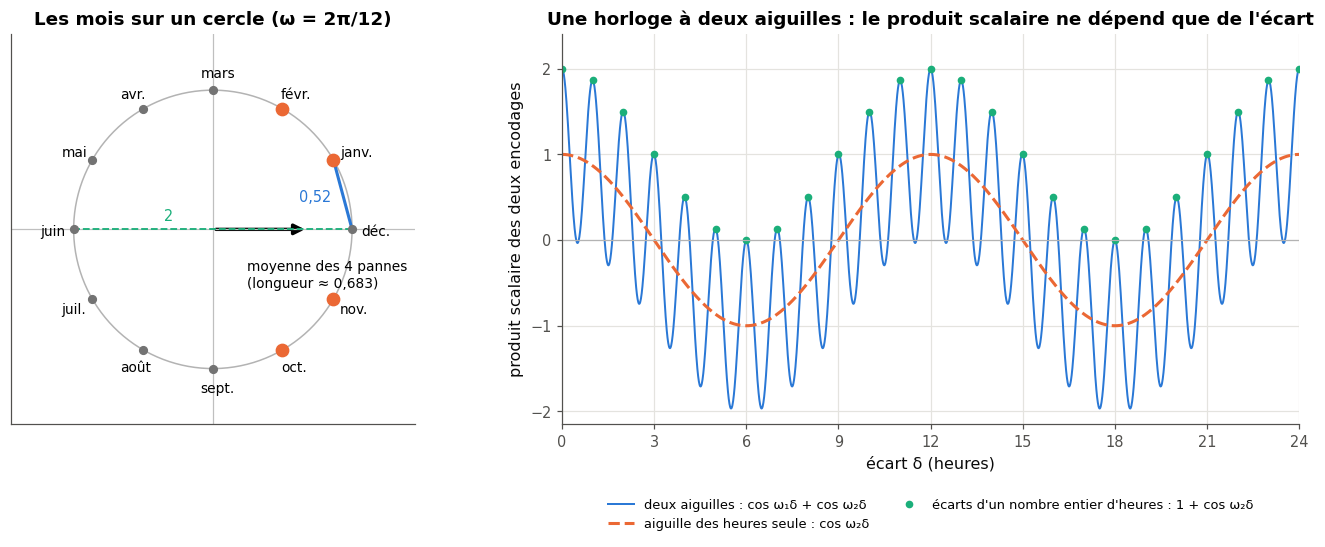 Les mois sur un cercle (ω = 2π/12)
mars
avr.
févr.
mai
janv.
0,52
2
juin
déc.
moyenne des 4 pannes
(longueur ≈ 0,683)
juil.
nov.
août
oct.
sept.
Une horloge à deux aiguilles : le produit scalaire ne dépend que de l'écart
produit scalaire des deux encodages
2
1
0
−1
−2
0 3 6 9 12 15 18 21 24
écart δ (heures)
deux aiguilles : cos ω₁δ + cos ω₂δ
aiguille des heures seule : cos ω₂δ
écarts d'un nombre entier d'heures : 1 + cos ω₂δ